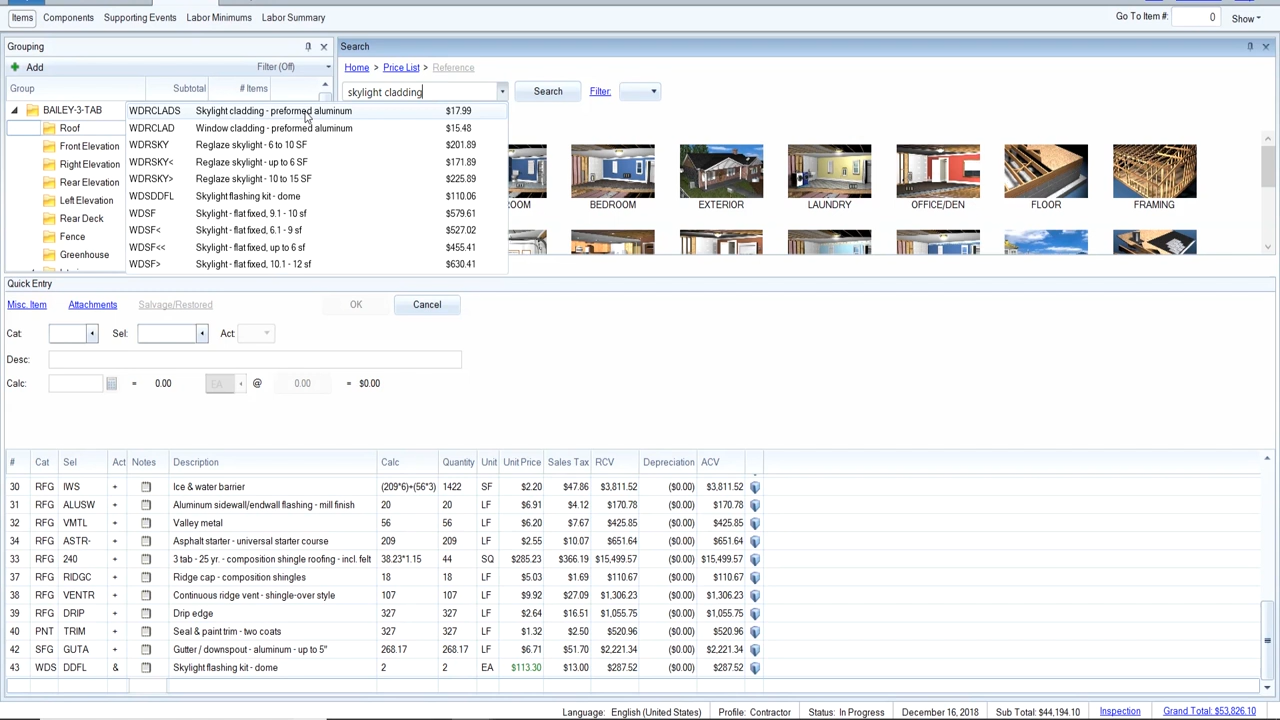 Items Components Supporting Events Labor Minimums Labor Summary Go To Item #: 0 Show
Grouping Search
Add Filter (Off) Home > Price List > Reference
Group Subtotal # Items skylight cladding Search Filter:
BAILEY-3-TAB
Roof
Front Elevation
Right Elevation
Rear Elevation
Left Elevation
Rear Deck
Fence
Greenhouse
WDRCLADS Skylight cladding - preformed aluminum $17.99
WDRCLAD Window cladding - preformed aluminum $15.48
WDRSKY Reglaze skylight - 6 to 10 SF $201.89
WDRSKY< Reglaze skylight - up to 6 SF $171.89
WDRSKY> Reglaze skylight - 10 to 15 SF $225.89
WDSDDFL Skylight flashing kit - dome $110.06
WDSF Skylight - flat fixed, 9.1 - 10 sf $579.61
WDSF< Skylight - flat fixed, 6.1 - 9 sf $527.02
WDSF<< Skylight - flat fixed, up to 6 sf $455.41
WDSF> Skylight - flat fixed, 10.1 - 12 sf $630.41
OOM BEDROOM EXTERIOR LAUNDRY OFFICE/DEN FLOOR FRAMING
Quick Entry
Misc. Item Attachments Salvage/Restored OK Cancel
Cat: Sel: Act:
Desc:
Calc: = 0.00 EA @ 0.00 = $0.00
# Cat Sel Act Notes Description Calc Quantity Unit Unit Price Sales Tax RCV Depreciation ACV
30 RFG IWS + Ice & water barrier (209*6)+(56*3) 1422 SF $2.20 $47.86 $3,811.52 ($0.00) $3,811.52
31 RFG ALUSW + Aluminum sidewall/endwall flashing - mill finish 20 20 LF $6.91 $4.12 $170.78 ($0.00) $170.78
32 RFG VMTL + Valley metal 56 56 LF $6.20 $7.67 $425.85 ($0.00) $425.85
34 RFG ASTR- + Asphalt starter - universal starter course 209 209 LF $2.55 $10.07 $651.64 ($0.00) $651.64
33 RFG 240 + 3 tab - 25 yr. - composition shingle roofing - incl. felt 38.23*1.15 44 SQ $285.23 $366.19 $15,499.57 ($0.00) $15,499.57
37 RFG RIDGC + Ridge cap - composition shingles 18 18 LF $5.03 $1.69 $110.67 ($0.00) $110.67
38 RFG VENTR + Continuous ridge vent - shingle-over style 107 107 LF $9.92 $27.09 $1,306.23 ($0.00) $1,306.23
39 RFG DRIP + Drip edge 327 327 LF $2.64 $16.51 $1,055.75 ($0.00) $1,055.75
40 PNT TRIM + Seal & paint trim - two coats 327 327 LF $1.32 $2.50 $520.96 ($0.00) $520.96
42 SFG GUTA + Gutter / downspout - aluminum - up to 5" 268.17 268.17 LF $6.71 $51.70 $2,221.34 ($0.00) $2,221.34
43 WDS DDFL & Skylight flashing kit - dome 2 2 EA $113.30 $13.00 $287.52 ($0.00) $287.52
Language: English (United States) Profile: Contractor Status: In Progress December 16, 2018 Sub Total: $44,194.10 Inspection Grand Total: $53,826.10